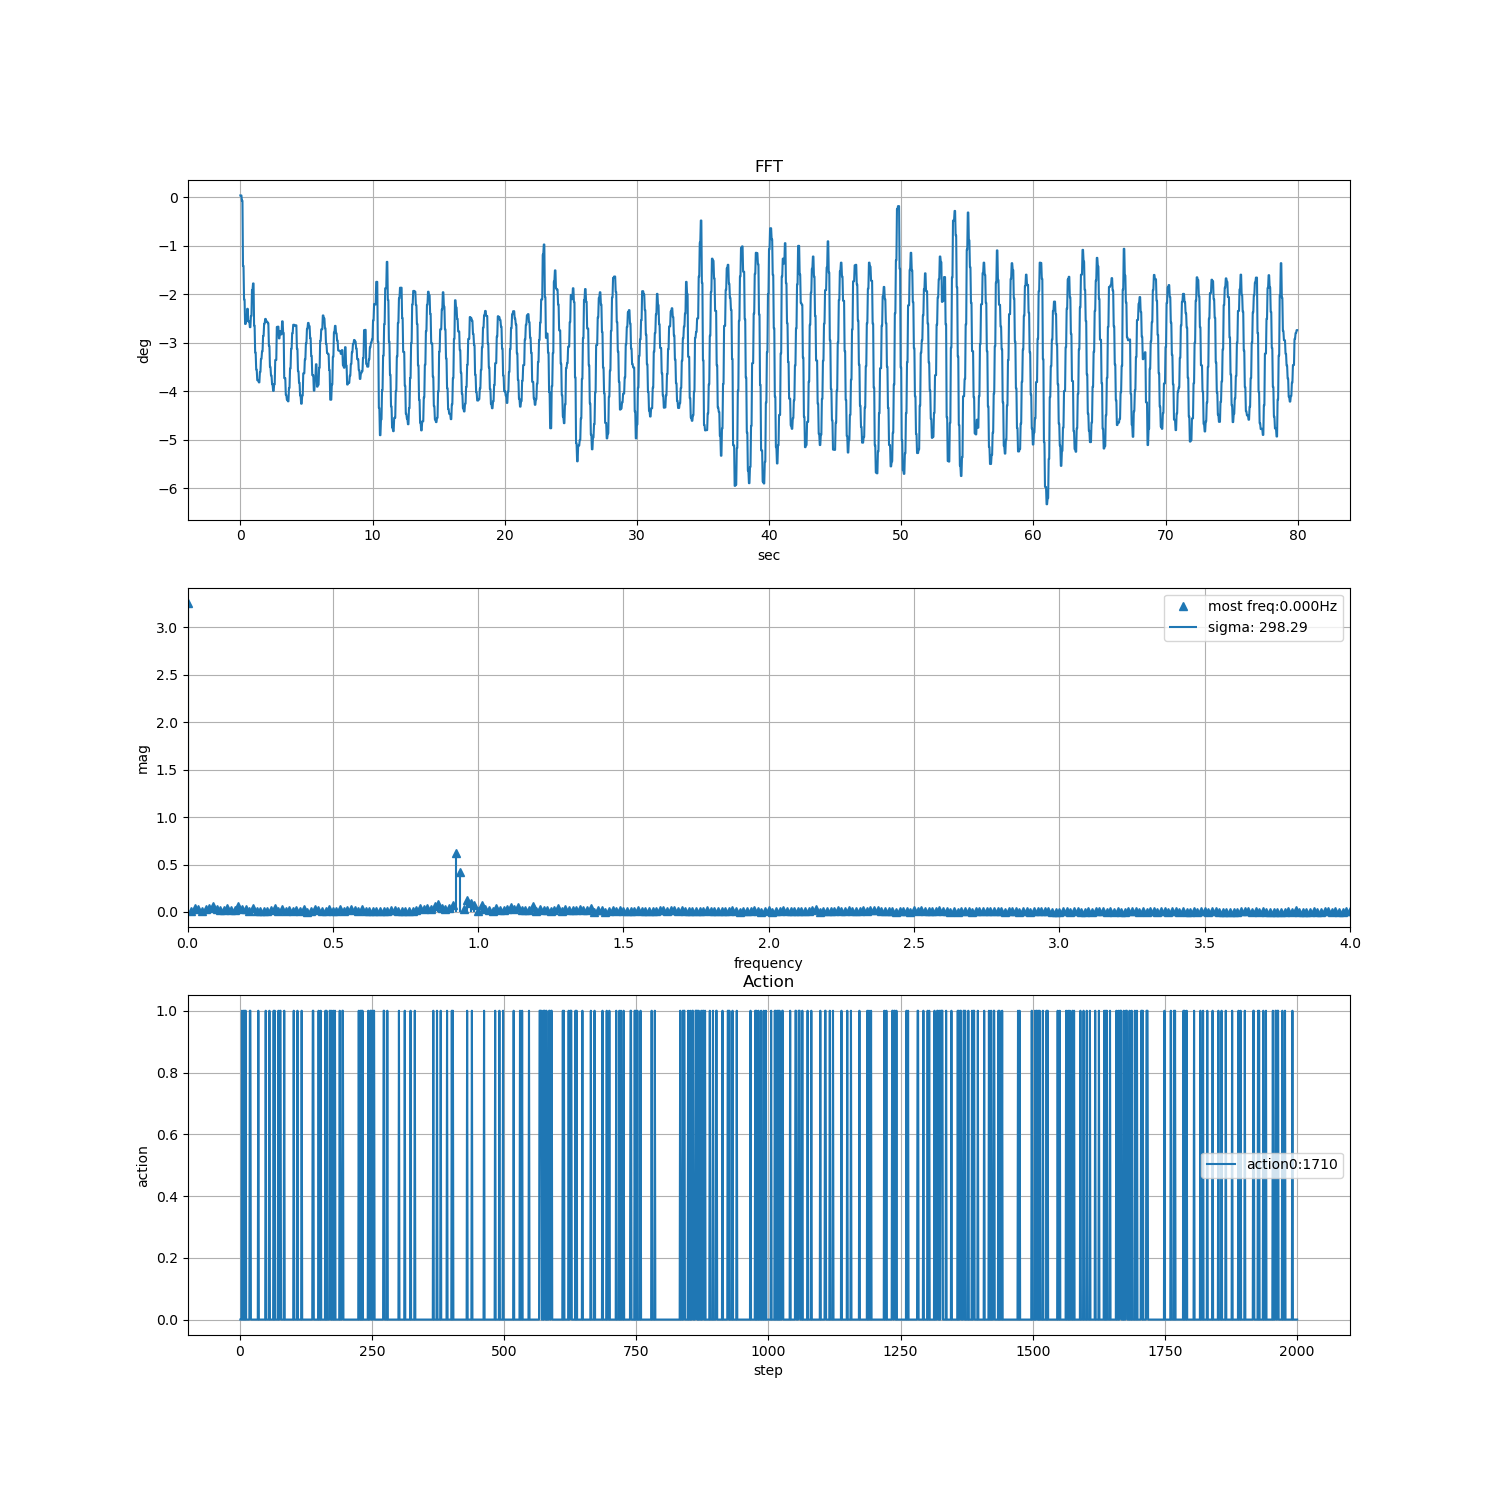 FFT
0
−1
−2
−3
−4
−5
−6
deg
0 10 20 30 40 50 60 70 80
sec
3.0
2.5
2.0
1.5
1.0
0.5
0.0
mag
most freq:0.000Hz
sigma: 298.29
0.0 0.5 1.0 1.5 2.0 2.5 3.0 3.5 4.0
frequency
Action
1.0
0.8
0.6
0.4
0.2
0.0
action
action0:1710
0 250 500 750 1000 1250 1500 1750 2000
step